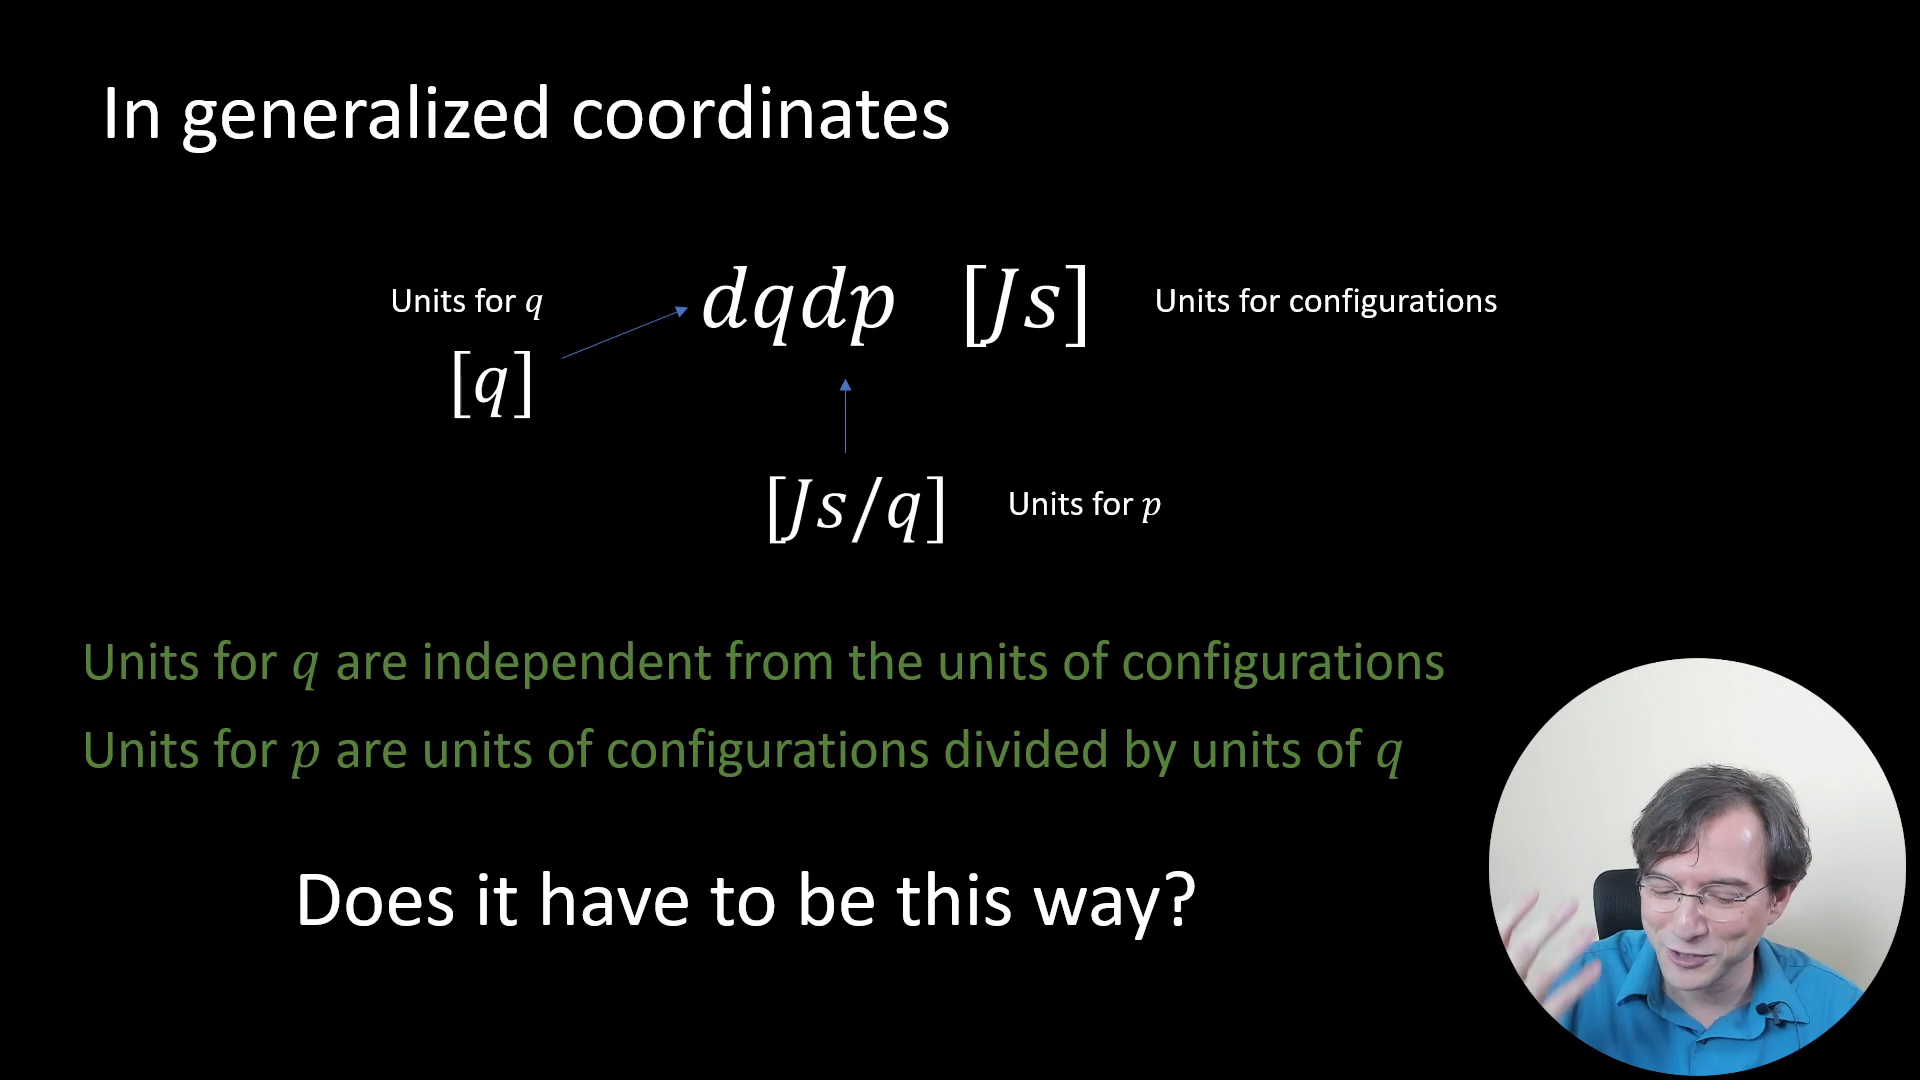 In generalized coordinates
Units for q
dqdp [Js] Units for configurations
[q]
[Js/q] Units for p
Units for q are independent from the units of configurations
Units for p are units of configurations divided by units of q
Does it have to be this way?